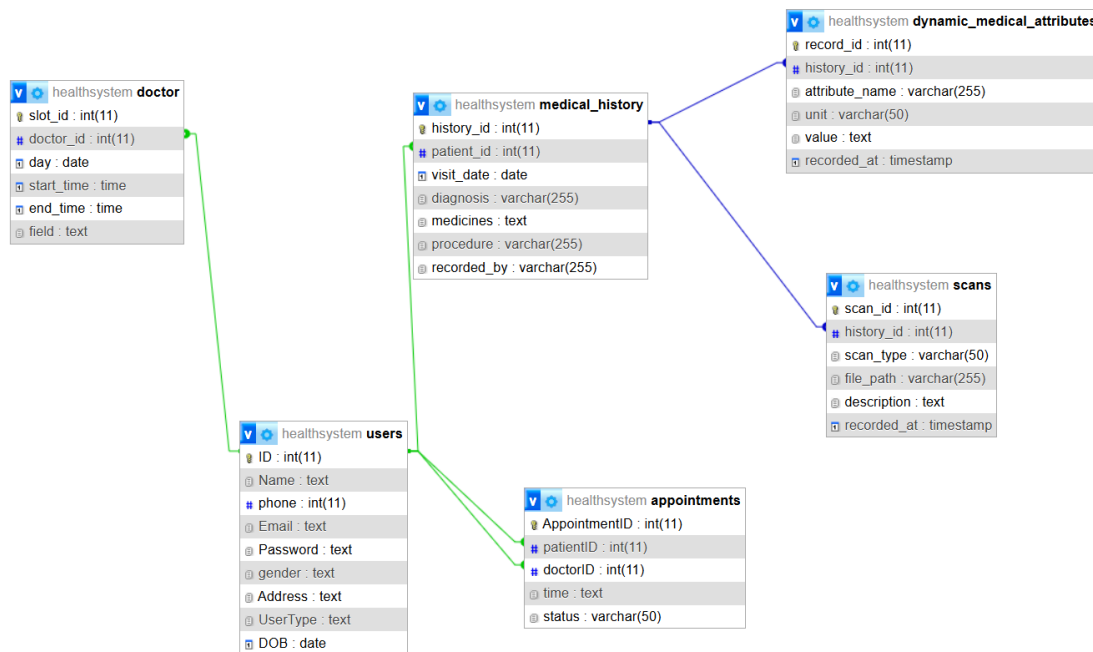 healthsystem doctor
slot_id : int(11)
doctor_id : int(11)
day : date
start_time : time
end_time : time
field : text
healthsystem medical_history
history_id : int(11)
patient_id : int(11)
visit_date : date
diagnosis : varchar(255)
medicines : text
procedure : varchar(255)
recorded_by : varchar(255)
healthsystem dynamic_medical_attributes
record_id : int(11)
history_id : int(11)
attribute_name : varchar(255)
unit : varchar(50)
value : text
recorded_at : timestamp
healthsystem scans
scan_id : int(11)
history_id : int(11)
scan_type : varchar(50)
file_path : varchar(255)
description : text
recorded_at : timestamp
healthsystem users
ID : int(11)
Name : text
phone : int(11)
Email : text
Password : text
gender : text
Address : text
UserType : text
DOB : date
healthsystem appointments
AppointmentID : int(11)
patientID : int(11)
doctorID : int(11)
time : text
status : varchar(50)